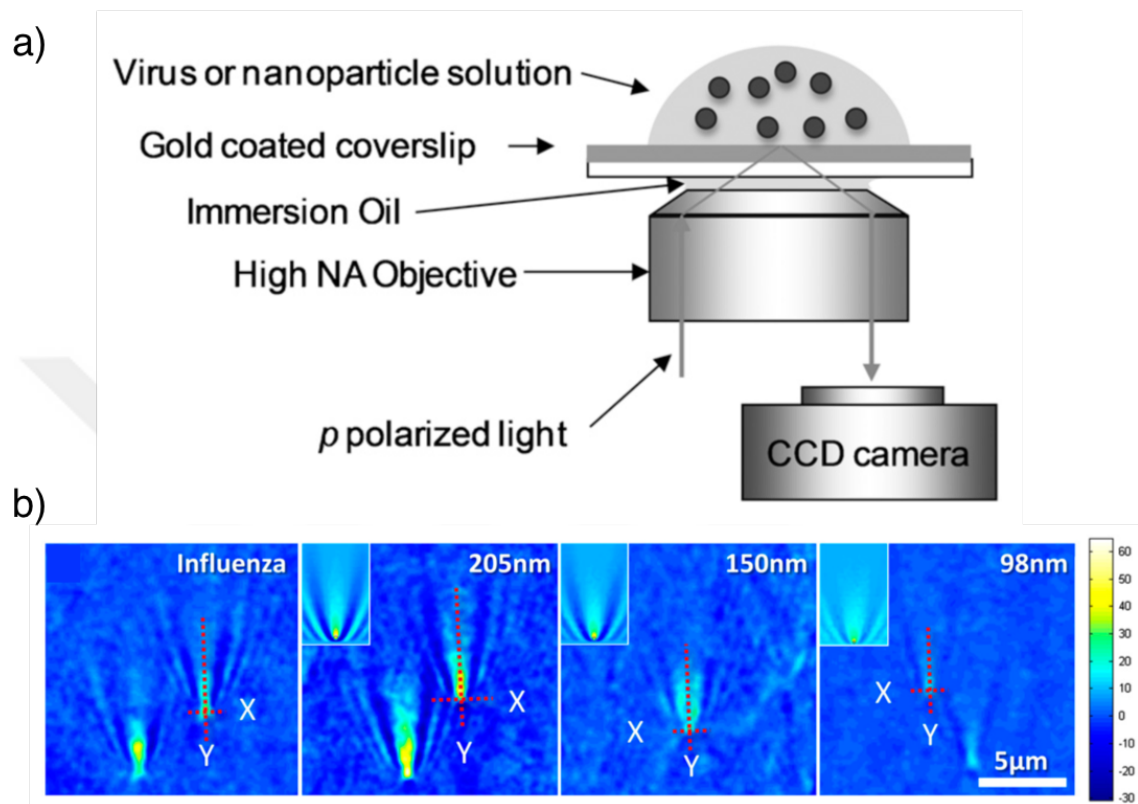 a)
Virus or nanoparticle solution
Gold coated coverslip
Immersion Oil
High NA Objective
p polarized light
CCD camera
b)
Influenza
205nm
150nm
98nm
X
Y
X
Y
X
Y
X
Y
5µm
60
50
40
30
20
10
0
-10
-20
-30